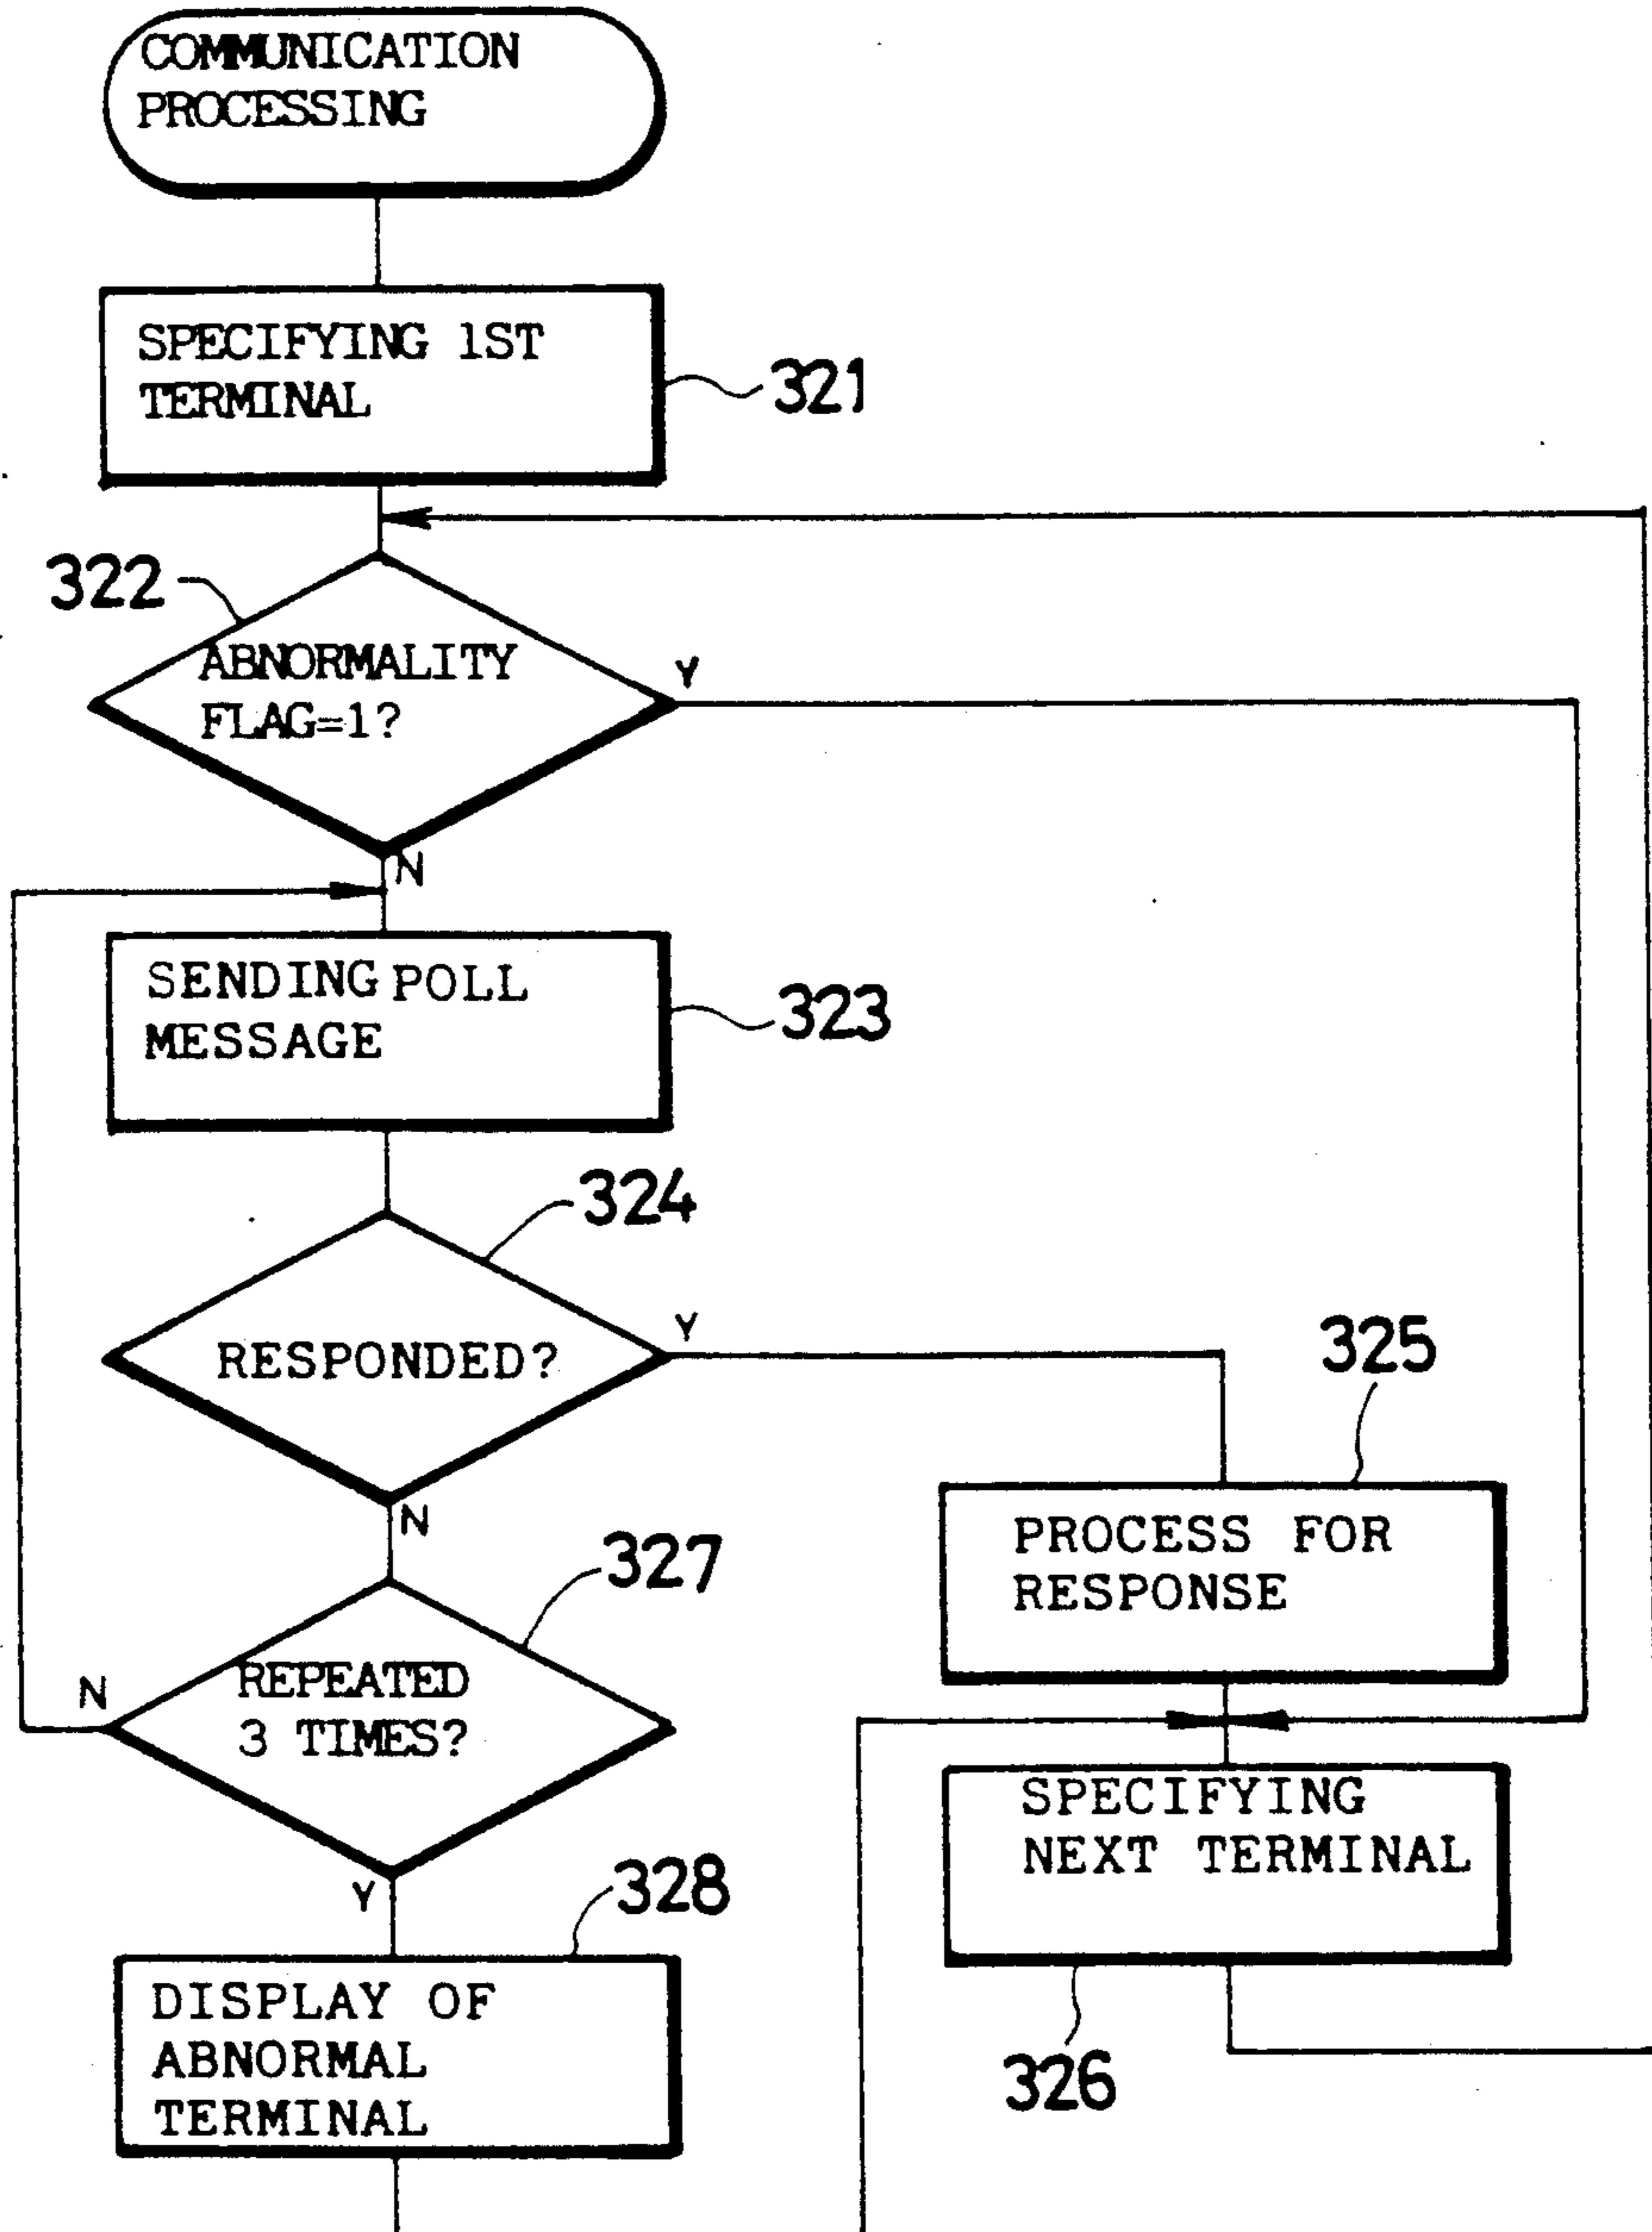 COMMUNICATION
PROCESSING
SPECIFYING 1ST
TERMINAL
321
322
ABNORMALITY
FLAG=1?
Y
N
SENDING POLL
MESSAGE
323
324
RESPONDED?
Y
N
325
PROCESS FOR
RESPONSE
327
REPEATED
3 TIMES?
N
Y
SPECIFYING
NEXT TERMINAL
326
328
DISPLAY OF
ABNORMAL
TERMINAL